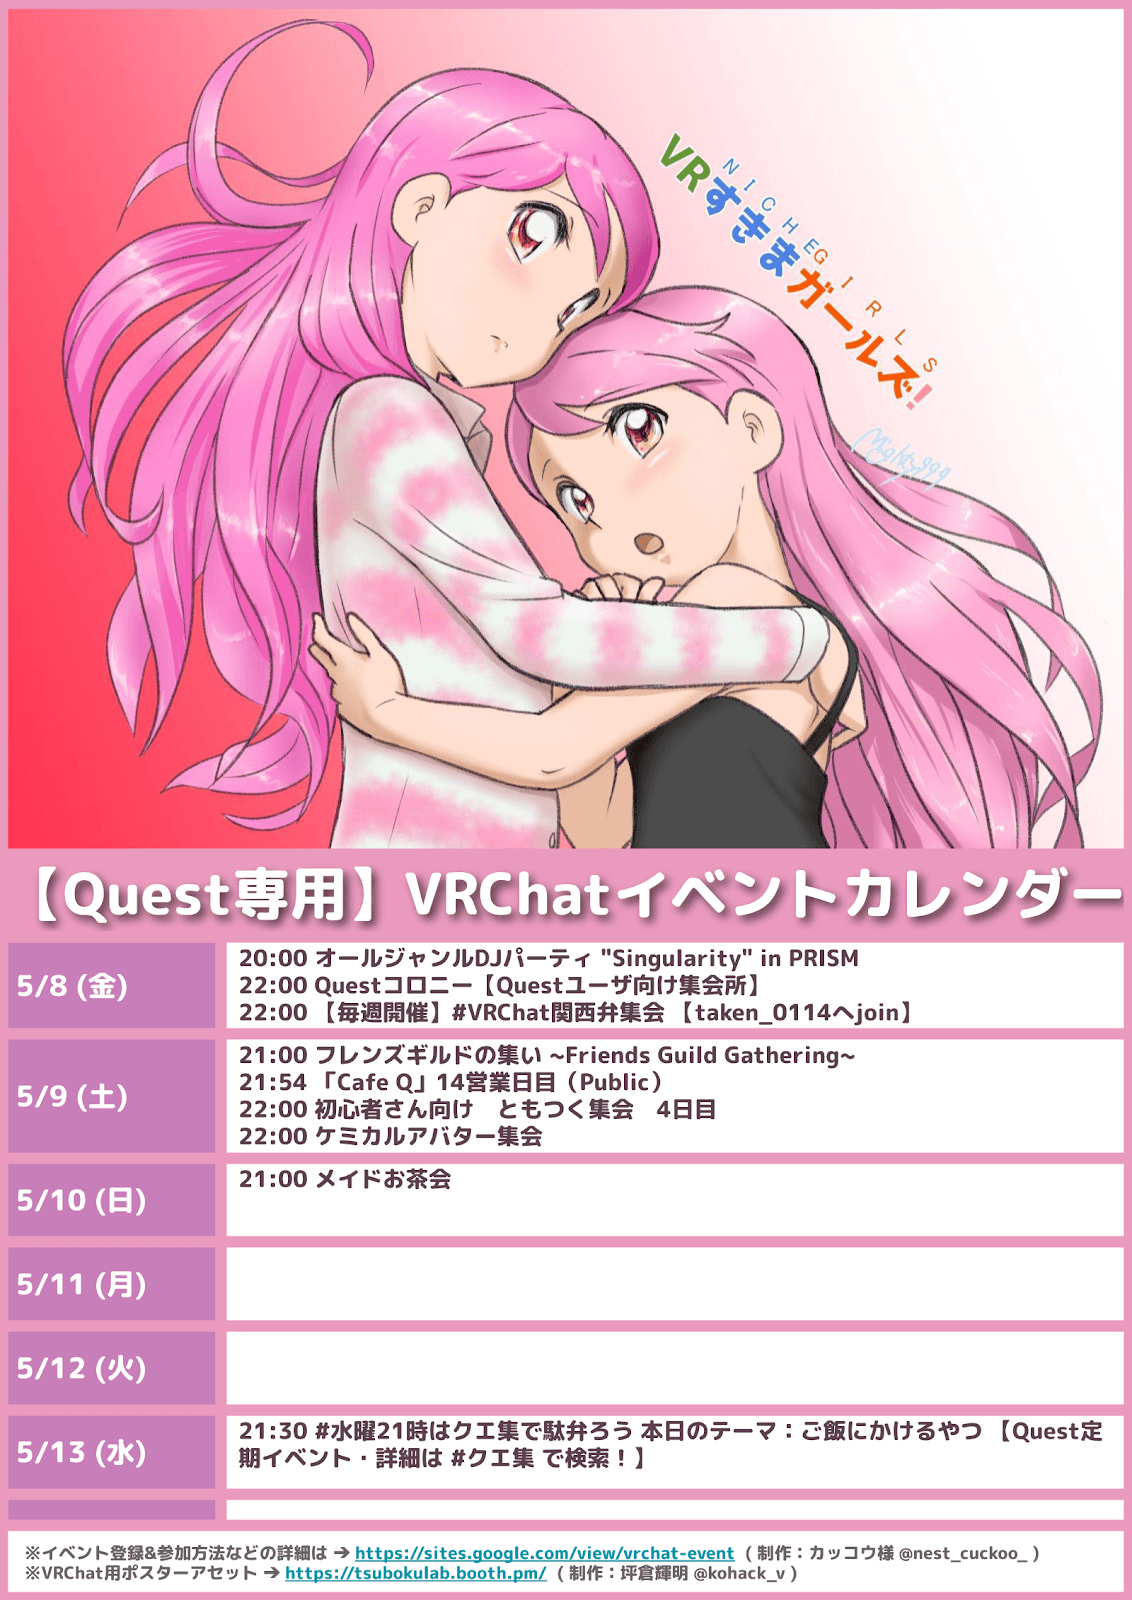 NICHE GIRLS
VRすきまガールズ!
Mighty999
【Quest専用】VRChatイベントカレンダー
5/8 (金)
20:00 オールジャンルDJパーティ "Singularity" in PRISM
22:00 Questコロニー【Questユーザ向け集会所】
22:00 【毎週開催】#VRChat関西弁集会 【taken_0114へjoin】
5/9 (土)
21:00 フレンズギルドの集い ~Friends Guild Gathering~
21:54 「Cafe Q」14営業日目（Public）
22:00 初心者さん向け　ともつく集会　4日目
22:00 ケミカルアバター集会
5/10 (日)
21:00 メイドお茶会
5/11 (月)
5/12 (火)
5/13 (水)
21:30 #水曜21時はクエ集で駄弁ろう 本日のテーマ：ご飯にかけるやつ 【Quest定
期イベント・詳細は #クエ集 で検索！】
※イベント登録&参加方法などの詳細は → https://sites.google.com/view/vrchat-event （制作：カッコウ様 @nest_cuckoo_ ）
※VRChat用ポスターアセット → https://tsubokulab.booth.pm/ （制作：坪倉輝明 @kohack_v ）